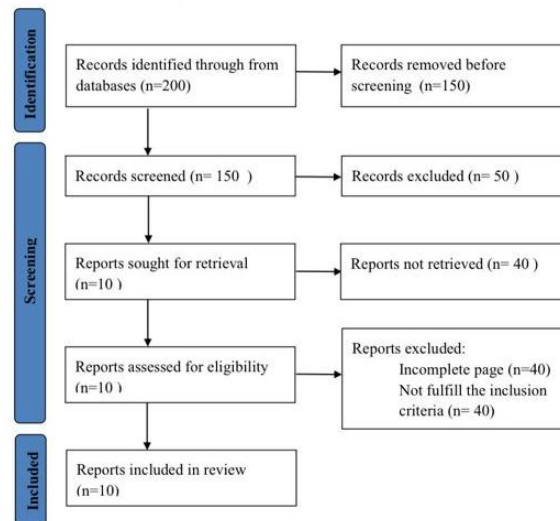 Identification
Records identified through from
databases (n=200)
Records removed before
screening (n=150)
Screening
Records screened (n= 150 )
Records excluded (n= 50 )
Reports sought for retrieval
(n=10 )
Reports not retrieved (n= 40 )
Reports assessed for eligibility
(n=10 )
Reports excluded:
Incomplete page (n=40)
Not fulfill the inclusion
criteria (n= 40)
Included
Reports included in review
(n=10)